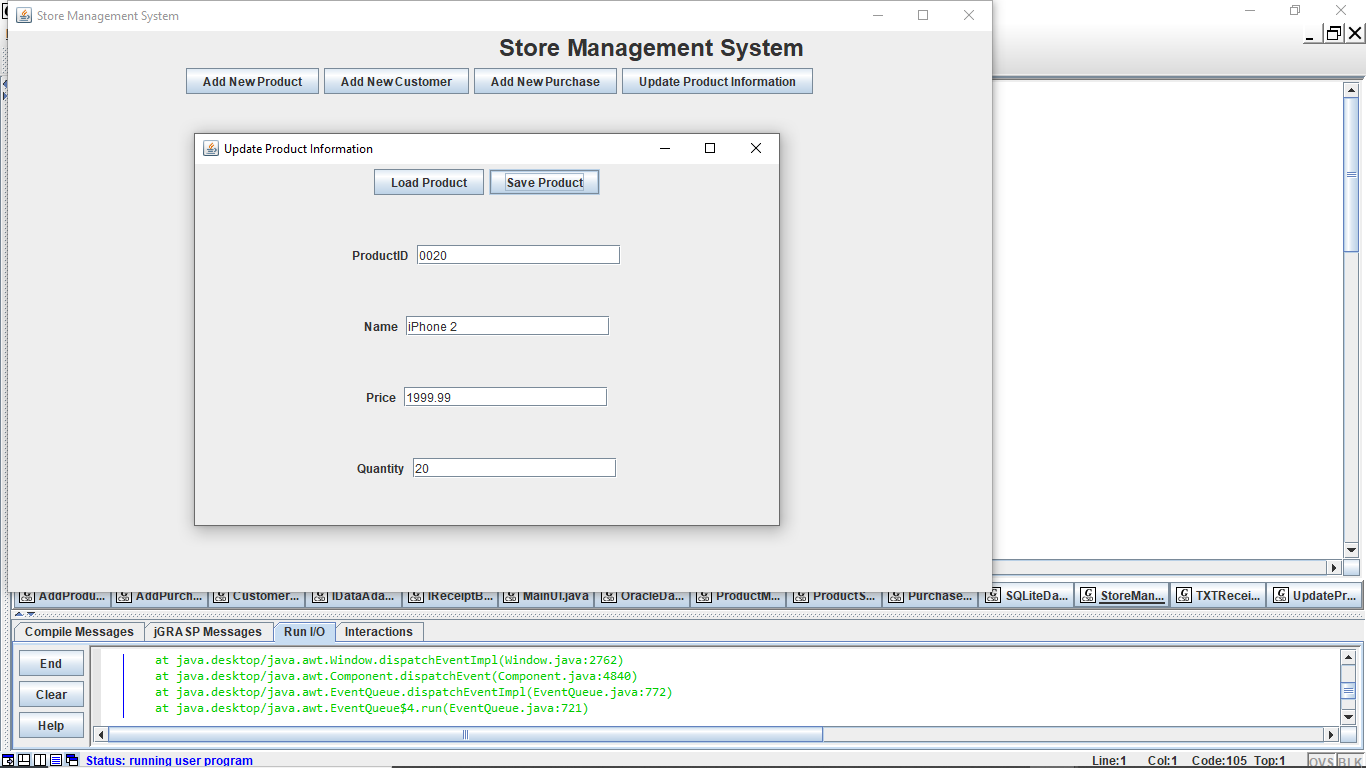 Store Management System
Store Management System
Add New Product
Add New Customer
Add New Purchase
Update Product Information
Update Product Information
Load Product
Save Product
ProductID
0020
Name
iPhone 2
Price
1999.99
Quantity
20
AddProdu...
AddPurch...
Customer...
IDataAda...
IReceiptB...
MainUI.java
OracleDa...
ProductM...
ProductS...
Purchase...
SQLiteDa...
StoreMan...
TXTRecei...
UpdatePr...
Compile Messages
jGRASP Messages
Run I/O
Interactions
End
Clear
Help
at java.desktop/java.awt.Window.dispatchEventImpl(Window.java:2762)
at java.desktop/java.awt.Component.dispatchEvent(Component.java:4840)
at java.desktop/java.awt.EventQueue.dispatchEventImpl(EventQueue.java:772)
at java.desktop/java.awt.EventQueue$4.run(EventQueue.java:721)
Status: running user program
Line:1 Col:1 Code:105 Top:1
OVS BLK